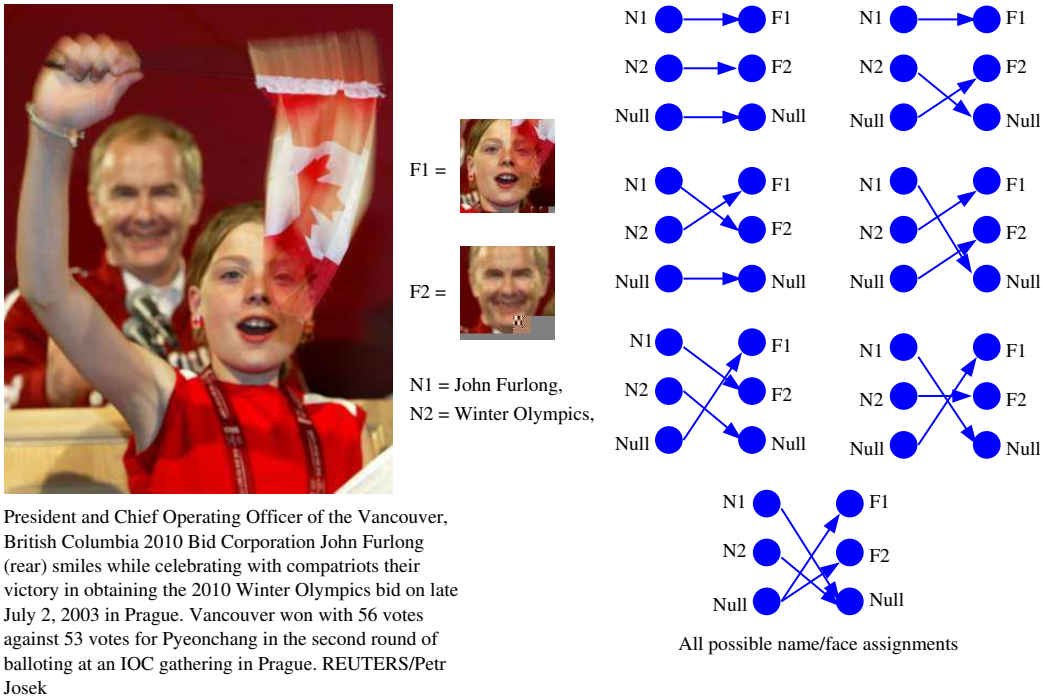 F1 =
F2 =
N1 = John Furlong,
N2 = Winter Olympics,
President and Chief Operating Officer of the Vancouver,
British Columbia 2010 Bid Corporation John Furlong
(rear) smiles while celebrating with compatriots their
victory in obtaining the 2010 Winter Olympics bid on late
July 2, 2003 in Prague. Vancouver won with 56 votes
against 53 votes for Pyeonchang in the second round of
balloting at an IOC gathering in Prague. REUTERS/Petr
Josek
N1 F1
N2 F2
Null Null
N1 F1
N2 F2
Null Null
N1 F1
N2 F2
Null Null
N1 F1
N2 F2
Null Null
N1 F1
N2 F2
Null Null
N1 F1
N2 F2
Null Null
N1 F1
N2 F2
Null Null
All possible name/face assignments